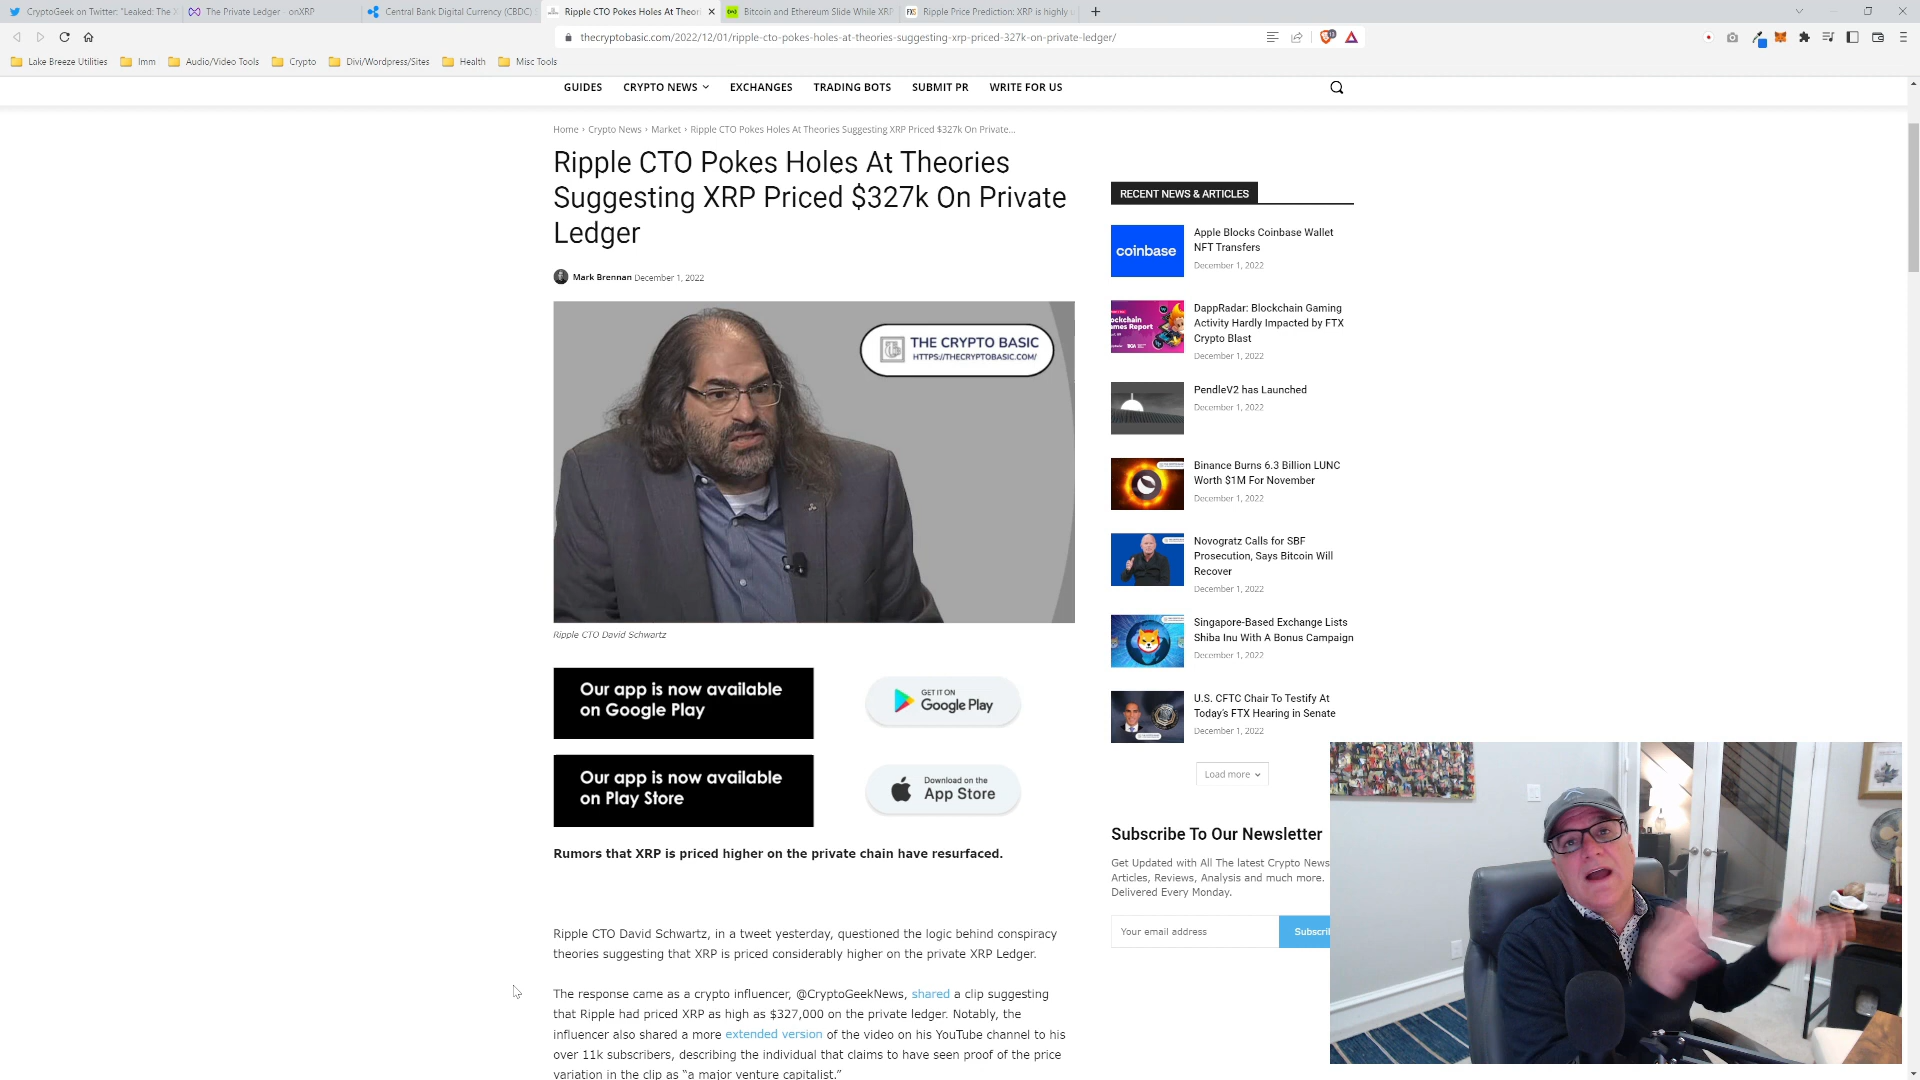 CryptoGeek on Twitter: "Leaked: The X
The Private Ledger - onXRP
Central Bank Digital Currency (CBDC)
Ripple CTO Pokes Holes At Theori
Bitcoin and Ethereum Slide While XRP
Ripple Price Prediction: XRP is highly u
thecryptobasic.com/2022/12/01/ripple-cto-pokes-holes-at-theories-suggesting-xrp-priced-327k-on-private-ledger/
Lake Breeze Utilities
Imm
Audio/Video Tools
Crypto
Divi/Wordpress/Sites
Health
Misc Tools
GUIDES
CRYPTO NEWS
EXCHANGES
TRADING BOTS
SUBMIT PR
WRITE FOR US
Home › Crypto News › Market › Ripple CTO Pokes Holes At Theories Suggesting XRP Priced $327k On Private...
Ripple CTO Pokes Holes At Theories
Suggesting XRP Priced $327k On Private
Ledger
Mark Brennan December 1, 2022
THE CRYPTO BASIC
HTTPS://THECRYPTOBASIC.COM/
Ripple CTO David Schwartz
Our app is now available
on Google Play
GET IT ON
Google Play
Our app is now available
on Play Store
Download on the
App Store
Rumors that XRP is priced higher on the private chain have resurfaced.
Ripple CTO David Schwartz, in a tweet yesterday, questioned the logic behind conspiracy
theories suggesting that XRP is priced considerably higher on the private XRP Ledger.
The response came as a crypto influencer, @CryptoGeekNews, shared a clip suggesting
that Ripple had priced XRP as high as $327,000 on the private ledger. Notably, the
influencer also shared a more extended version of the video on his YouTube channel to his
over 11k subscribers, describing the individual that claims to have seen proof of the price
variation in the clip as “a major venture capitalist.”
RECENT NEWS & ARTICLES
coinbase
Apple Blocks Coinbase Wallet
NFT Transfers
December 1, 2022
DappRadar: Blockchain Gaming
Activity Hardly Impacted by FTX
Crypto Blast
December 1, 2022
PendleV2 has Launched
December 1, 2022
Binance Burns 6.3 Billion LUNC
Worth $1M For November
December 1, 2022
Novogratz Calls for SBF
Prosecution, Says Bitcoin Will
Recover
December 1, 2022
Singapore-Based Exchange Lists
Shiba Inu With A Bonus Campaign
December 1, 2022
U.S. CFTC Chair To Testify At
Today’s FTX Hearing in Senate
December 1, 2022
Load more
Subscribe To Our Newsletter
Get Updated with All The latest Crypto News
Articles, Reviews, Analysis and much more.
Delivered Every Monday.
Your email address
Subscri